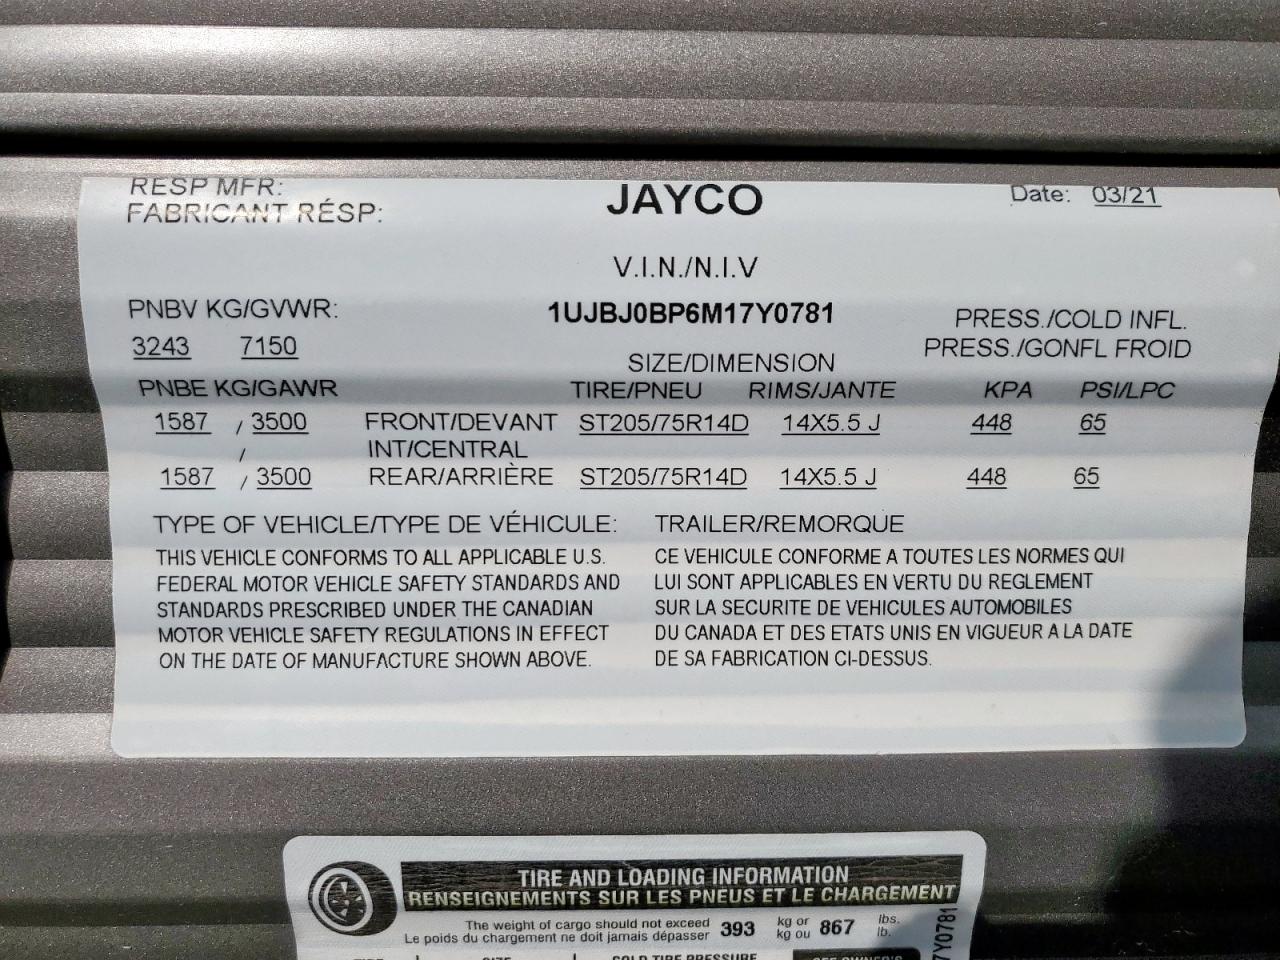 RESP MFR: JAYCO Date: 03/21
FABRICANT RÉSP:
V.I.N./N.I.V
PNBV KG/GVWR: 1UJBJ0BP6M17Y0781 PRESS./COLD INFL.
3243 7150 SIZE/DIMENSION PRESS./GONFL FROID
PNBE KG/GAWR TIRE/PNEU RIMS/JANTE KPA PSI/LPC
1587 / 3500 FRONT/DEVANT ST205/75R14D 14X5.5 J 448 65
/ INT/CENTRAL
1587 / 3500 REAR/ARRIÈRE ST205/75R14D 14X5.5 J 448 65
TYPE OF VEHICLE/TYPE DE VÉHICULE: TRAILER/REMORQUE
THIS VEHICLE CONFORMS TO ALL APPLICABLE U.S.
FEDERAL MOTOR VEHICLE SAFETY STANDARDS AND
STANDARDS PRESCRIBED UNDER THE CANADIAN
MOTOR VEHICLE SAFETY REGULATIONS IN EFFECT
ON THE DATE OF MANUFACTURE SHOWN ABOVE.
CE VEHICULE CONFORME A TOUTES LES NORMES QUI
LUI SONT APPLICABLES EN VERTU DU REGLEMENT
SUR LA SECURITE DE VEHICULES AUTOMOBILES
DU CANADA ET DES ETATS UNIS EN VIGUEUR A LA DATE
DE SA FABRICATION CI-DESSUS.
TIRE AND LOADING INFORMATION
RENSEIGNEMENTS SUR LES PNEUS ET LE CHARGEMENT
The weight of cargo should not exceed 393 kg or 867 lbs.
Le poids du chargement ne doit jamais dépasser kg ou lb.
7Y0781
SIZE COLD TIRE PRESSURE SEE OWNER'S